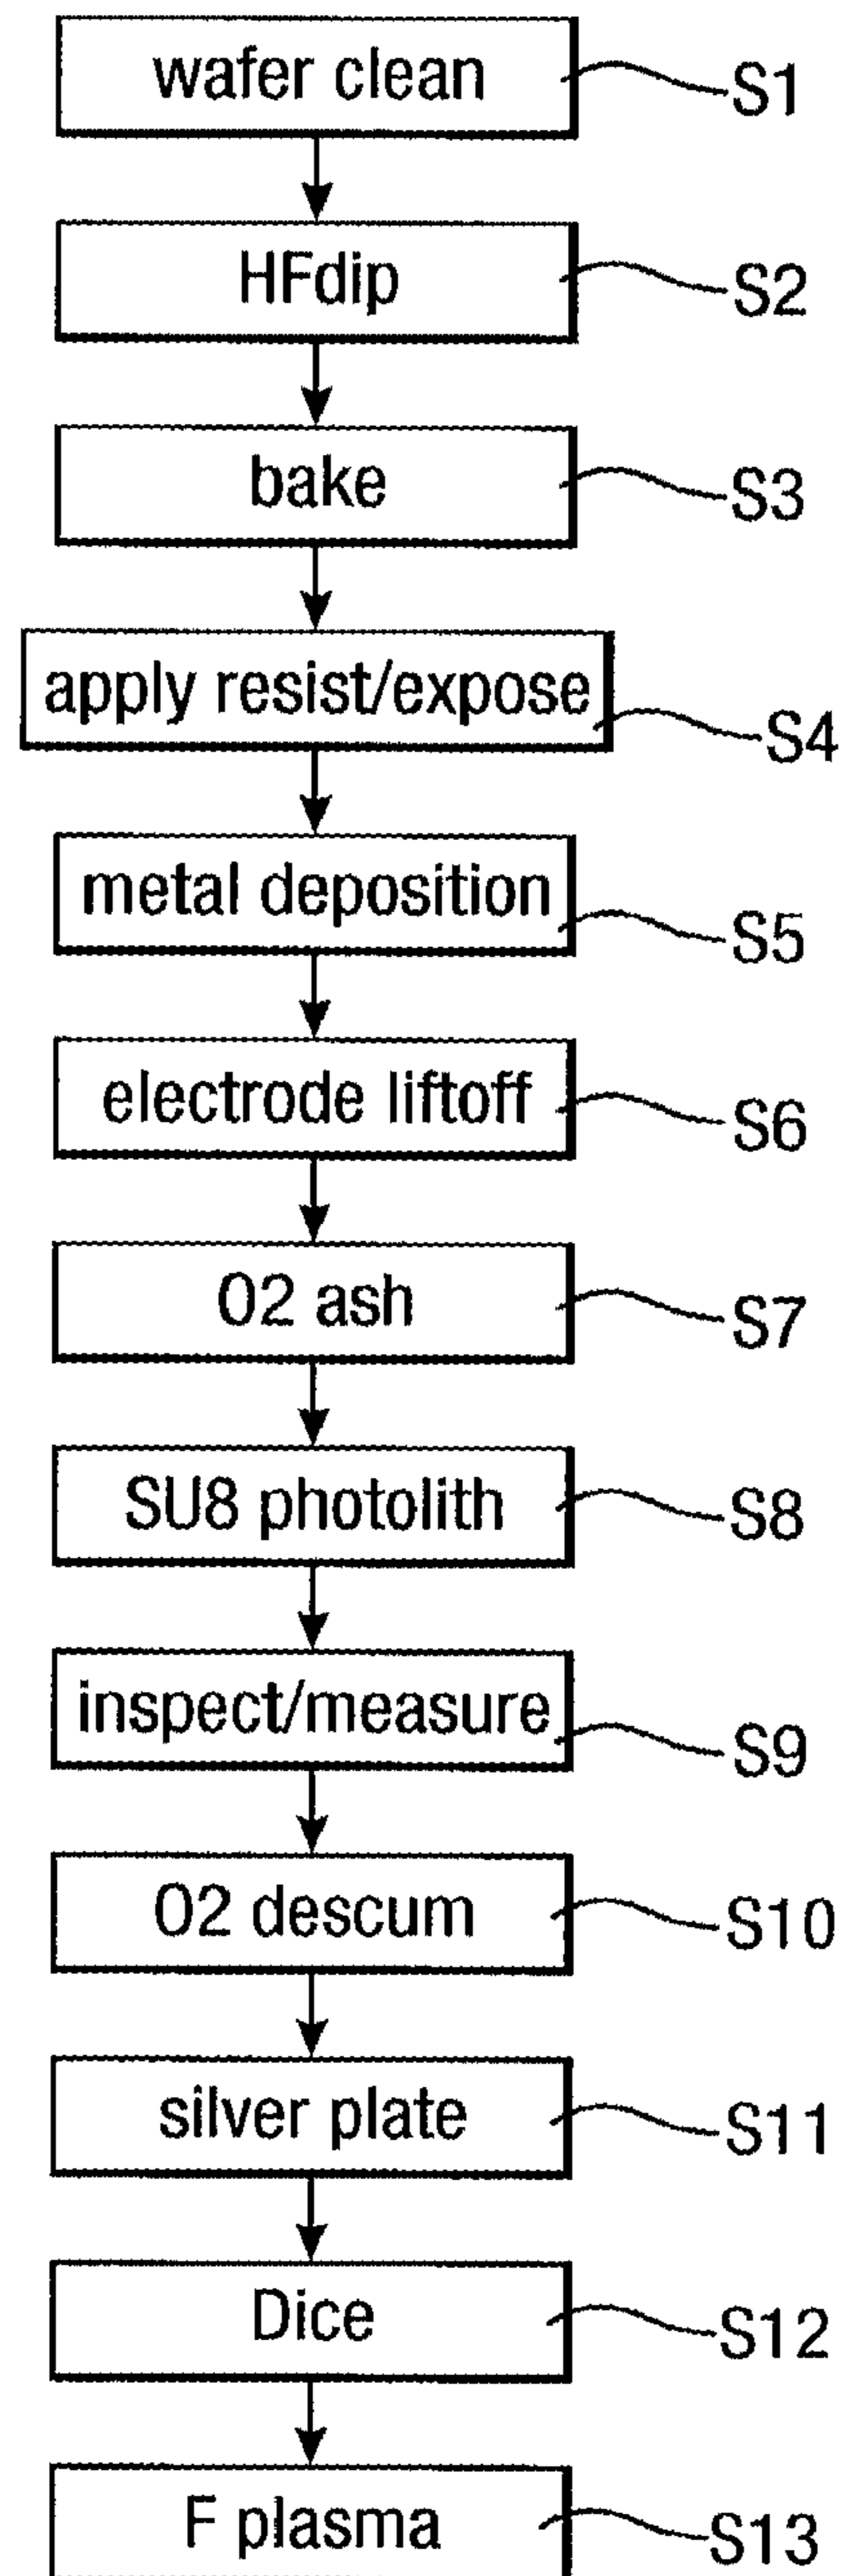 wafer clean S1
HFdip S2
bake S3
apply resist/expose S4
metal deposition S5
electrode liftoff S6
O2 ash S7
SU8 photolith S8
inspect/measure S9
O2 descum S10
silver plate S11
Dice S12
F plasma S13